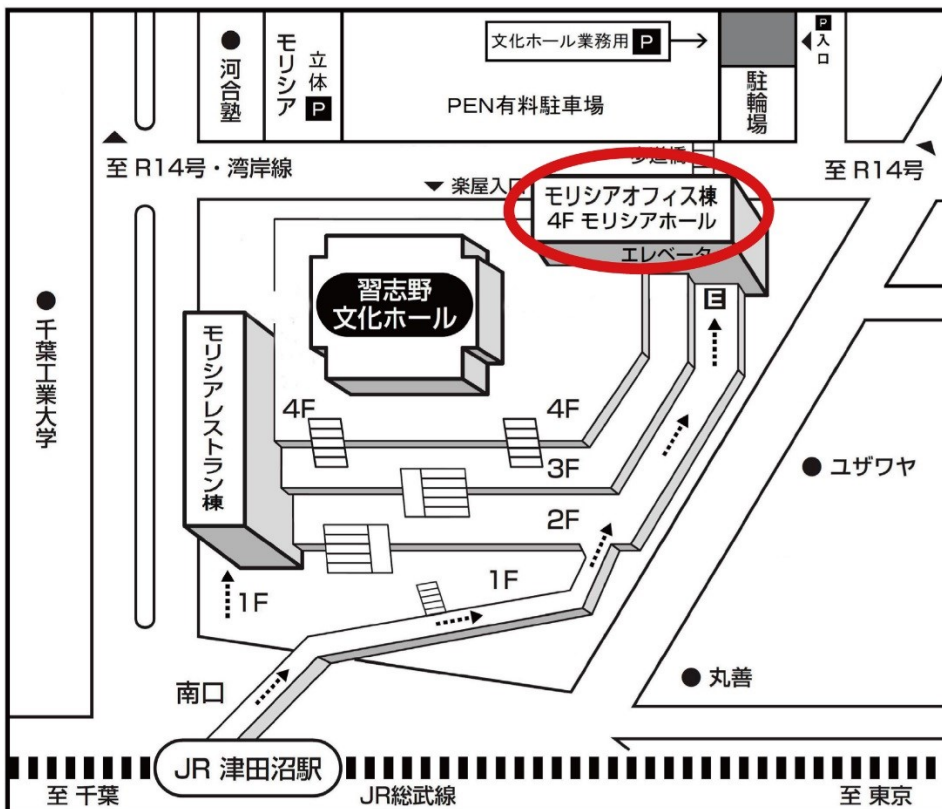 河合塾
モリシア
立体
P
文化ホール業務用 P
P
入口
PEN有料駐車場
駐輪場
至 R14号・湾岸線
歩道橋
至 R14号
楽屋入口
モリシアオフィス棟
4F モリシアホール
エレベータ
E
習志野
文化ホール
千葉工業大学
モリシアレストラン棟
4F
4F
3F
2F
1F
1F
ユザワヤ
丸善
南口
JR 津田沼駅
至 千葉
JR総武線
至 東京